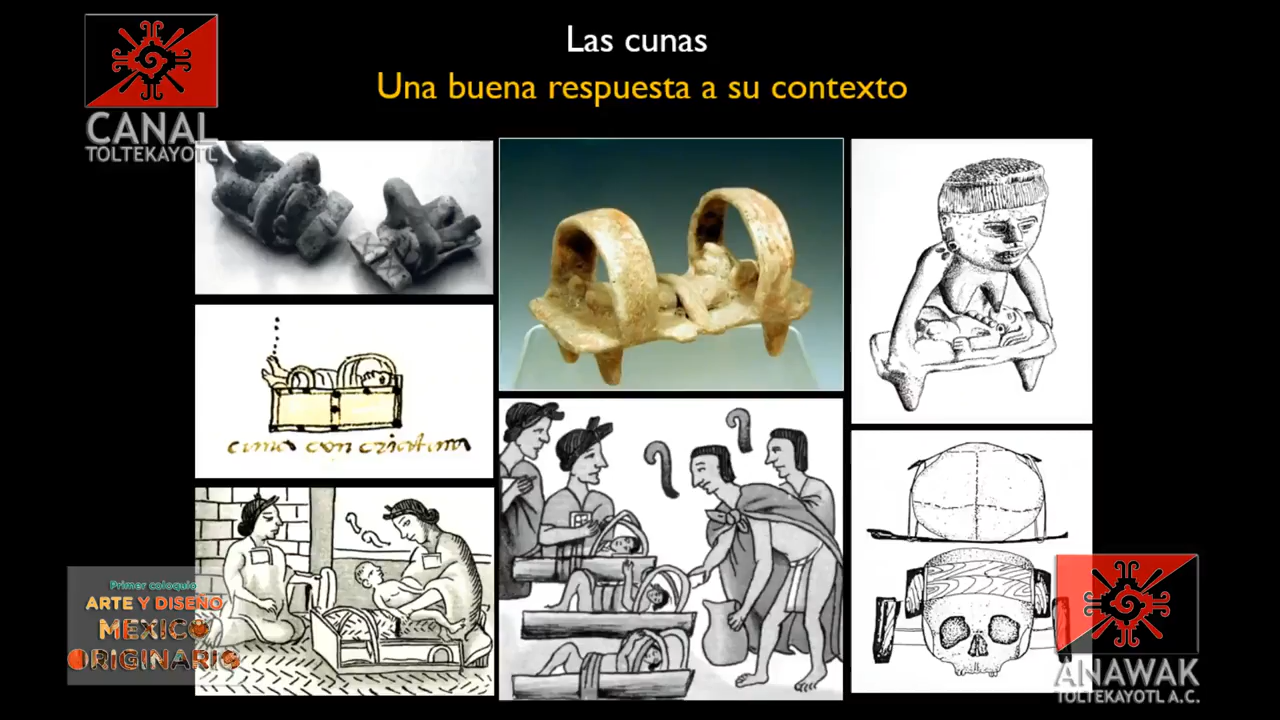 Las cunas
Una buena respuesta a su contexto
CANAL
TOLTEKAYOTL
cuna con criatura
Primer coloquio
ARTE Y DISEÑO
MEXICO
ORIGINARIO
ANAWAK
TOLTEKAYOTL A.C.